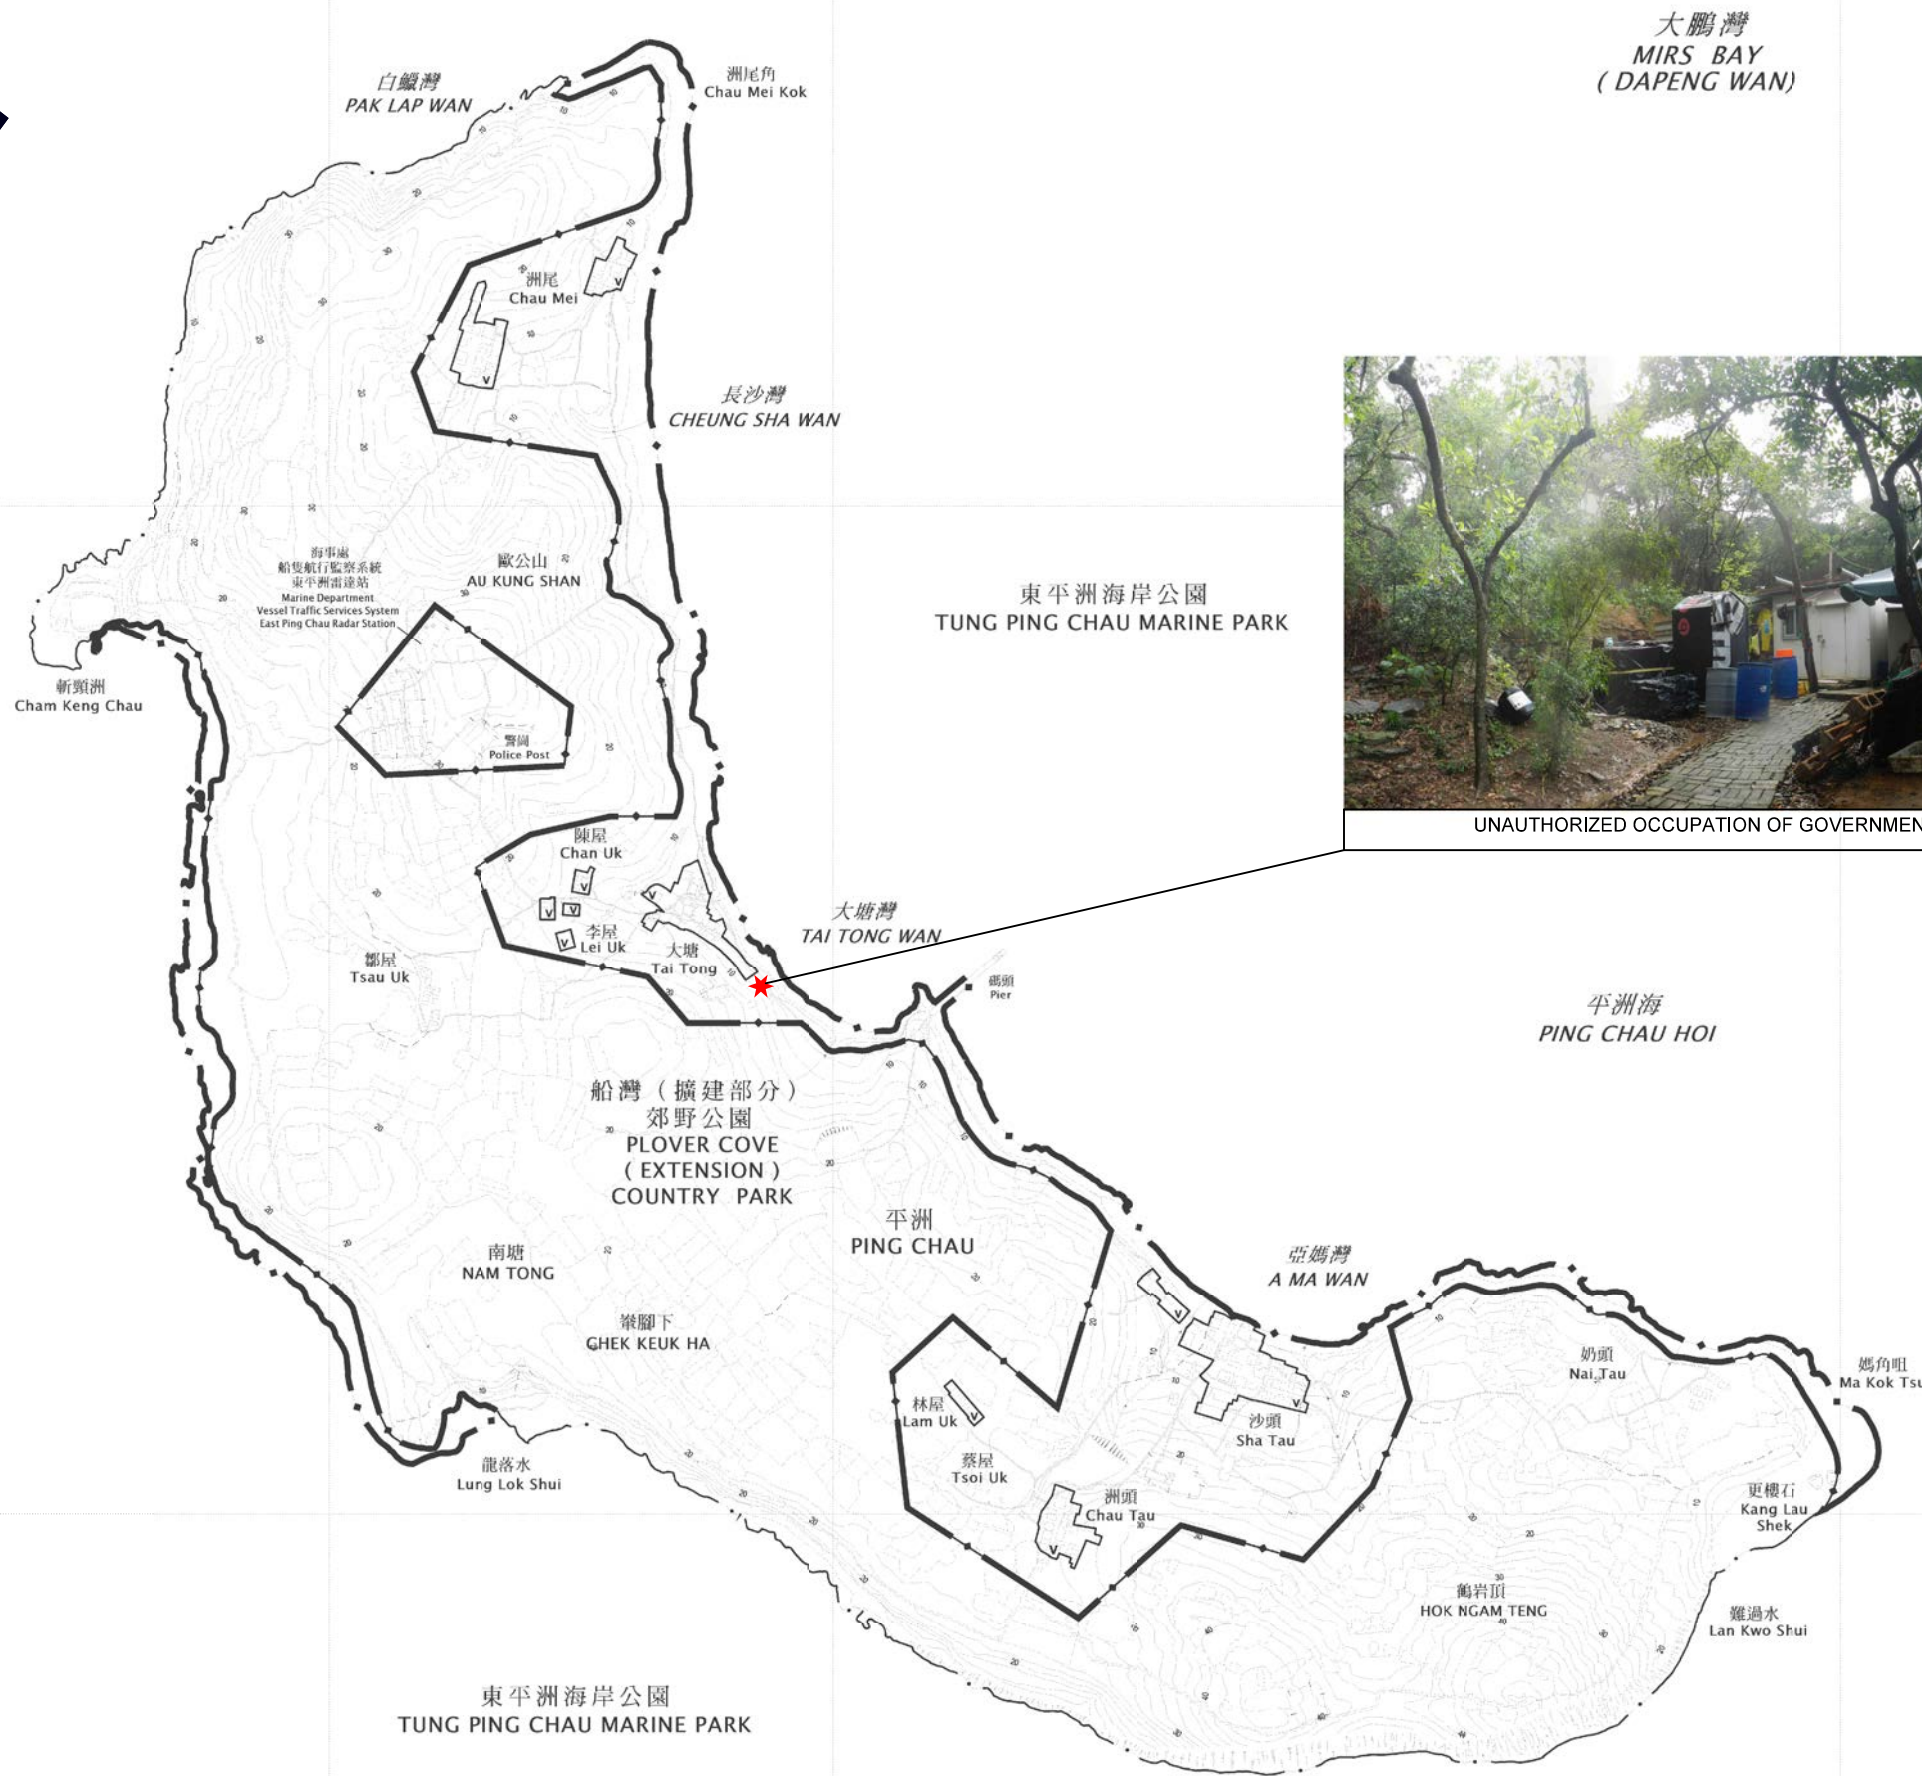 大鵬灣
MIRS BAY
( DAPENG WAN)
白鱲灣
PAK LAP WAN
洲尾角
Chau Mei Kok
洲尾
Chau Mei
長沙灣
CHEUNG SHA WAN
海事處
船隻航行監察系統
東平洲雷達站
Marine Department
Vessel Traffic Services System
East Ping Chau Radar Station
歐公山
AU KUNG SHAN
東平洲海岸公園
TUNG PING CHAU MARINE PARK
斬頸洲
Cham Keng Chau
警崗
Police Post
UNAUTHORIZED OCCUPATION OF GOVERNMEN
陳屋
Chan Uk
李屋
Lei Uk
大塘
Tai Tong
大塘灣
TAI TONG WAN
鄒屋
Tsau Uk
碼頭
Pier
平洲海
PING CHAU HOI
船灣（擴建部分）
郊野公園
PLOVER COVE
( EXTENSION )
COUNTRY PARK
平洲
PING CHAU
南塘
NAM TONG
亞媽灣
A MA WAN
腳下
CHEK KEUK HA
奶頭
Nai Tau
媽角咀
Ma Kok Tsu
林屋
Lam Uk
沙頭
Sha Tau
蔡屋
Tsoi Uk
洲頭
Chau Tau
龍落水
Lung Lok Shui
更樓石
Kang Lau
Shek
鶴岩頂
HOK NGAM TENG
難過水
Lan Kwo Shui
東平洲海岸公園
TUNG PING CHAU MARINE PARK